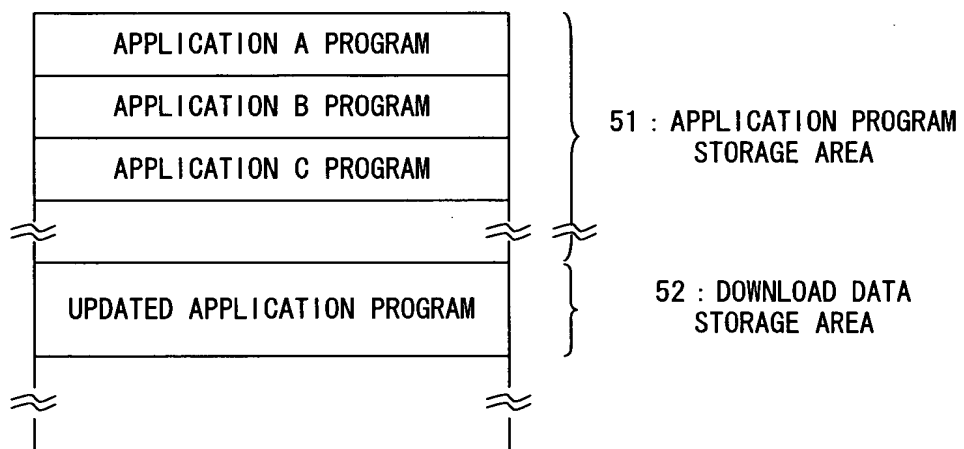 APPLICATION A PROGRAM
APPLICATION B PROGRAM
APPLICATION C PROGRAM
51 : APPLICATION PROGRAM
STORAGE AREA
UPDATED APPLICATION PROGRAM
52 : DOWNLOAD DATA
STORAGE AREA